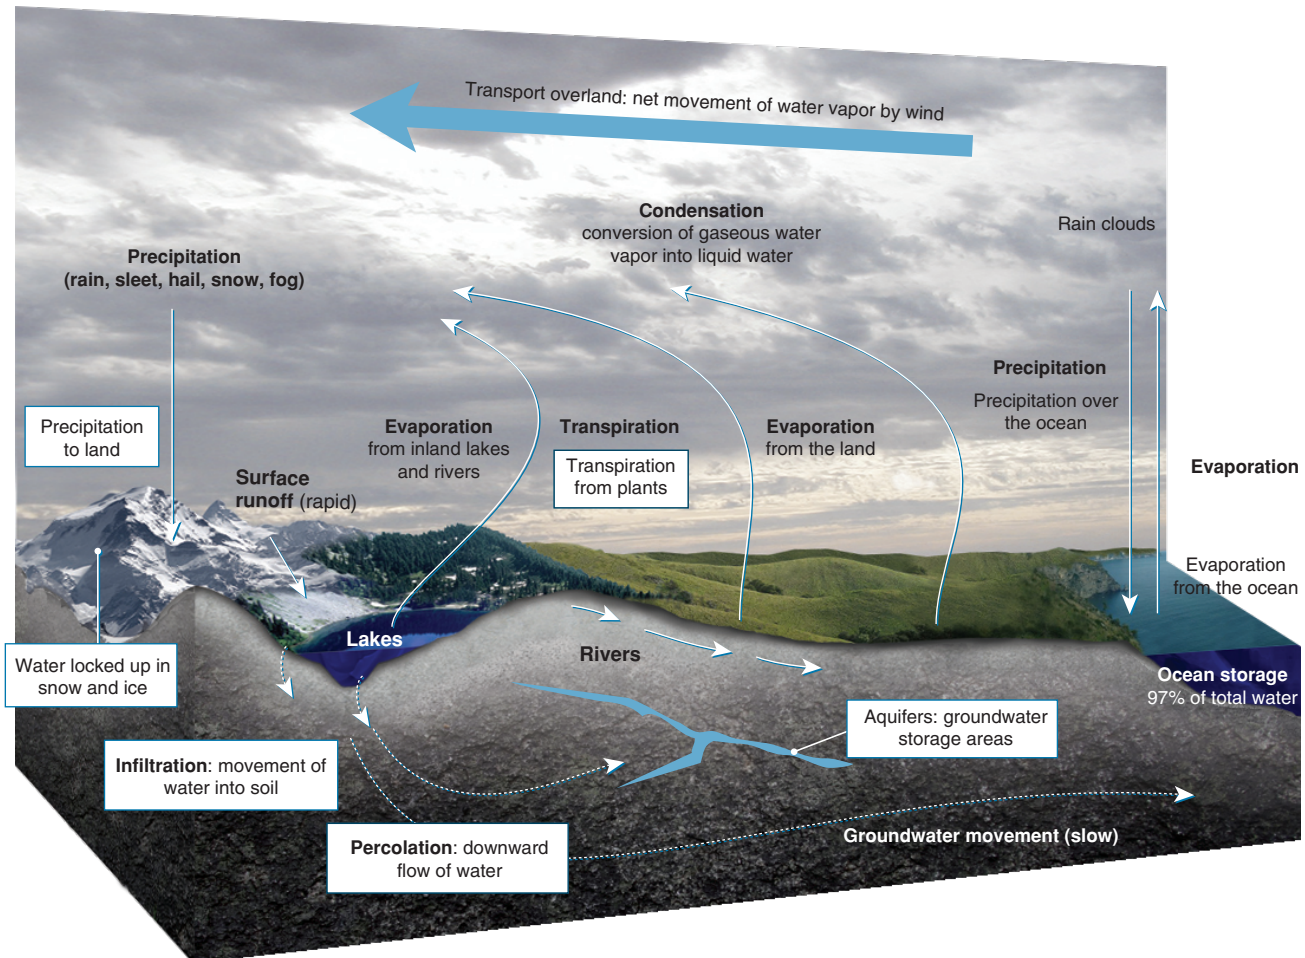 Transport overland: net movement of water vapor by wind
Condensation
conversion of gaseous water
vapor into liquid water
Rain clouds
Precipitation
(rain, sleet, hail, snow, fog)
Precipitation
Precipitation over
the ocean
Precipitation
to land
Evaporation
from inland lakes
and rivers
Transpiration
Transpiration
from plants
Evaporation
from the land
Evaporation
Surface
runoff (rapid)
Evaporation
from the ocean
Lakes
Water locked up in
snow and ice
Rivers
Ocean storage
97% of total water
Aquifers: groundwater
storage areas
Infiltration: movement of
water into soil
Percolation: downward
flow of water
Groundwater movement (slow)